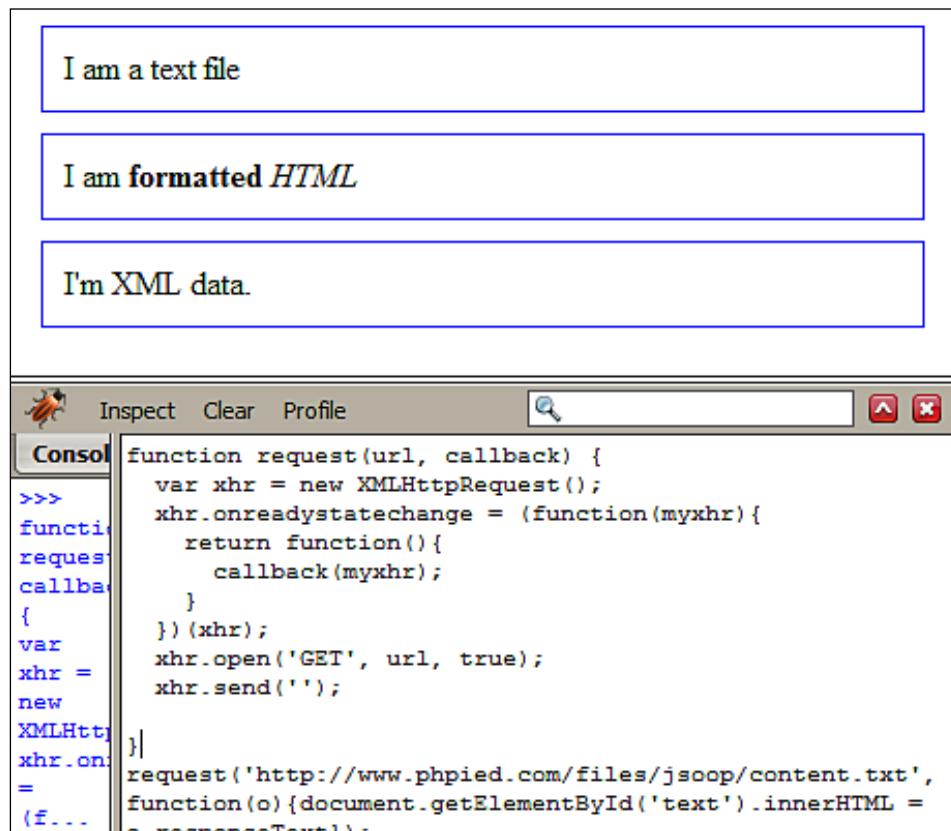 I am a text file
I am formatted HTML
I'm XML data.
Inspect Clear Profile
Consol
>>>
functi
reques
callba
{
var
xhr =
new
XMLHtt
xhr.on
=
(f...
function request(url, callback) {
  var xhr = new XMLHttpRequest();
  xhr.onreadystatechange = (function(myxhr){
    return function(){
      callback(myxhr);
    }
  })(xhr);
  xhr.open('GET', url, true);
  xhr.send('');
}
request('http://www.phpied.com/files/jsoop/content.txt',
function(o){document.getElementById('text').innerHTML =
o.responseText});